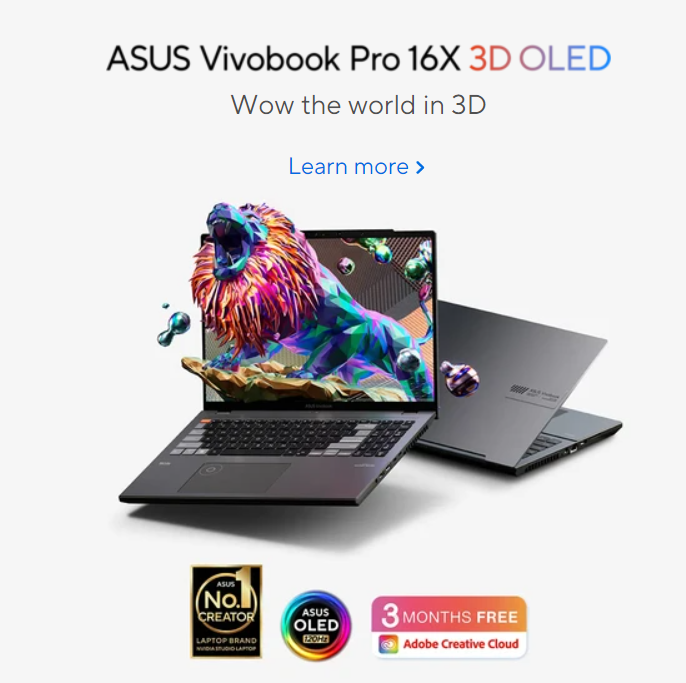 ASUS Vivobook Pro 16X 3D OLED
Wow the world in 3D
Learn more >
ASUS
No.1
CREATOR
LAPTOP BRAND
NVIDIA STUDIO LAPTOP
ASUS
OLED
120Hz
3 MONTHS FREE
Adobe Creative Cloud